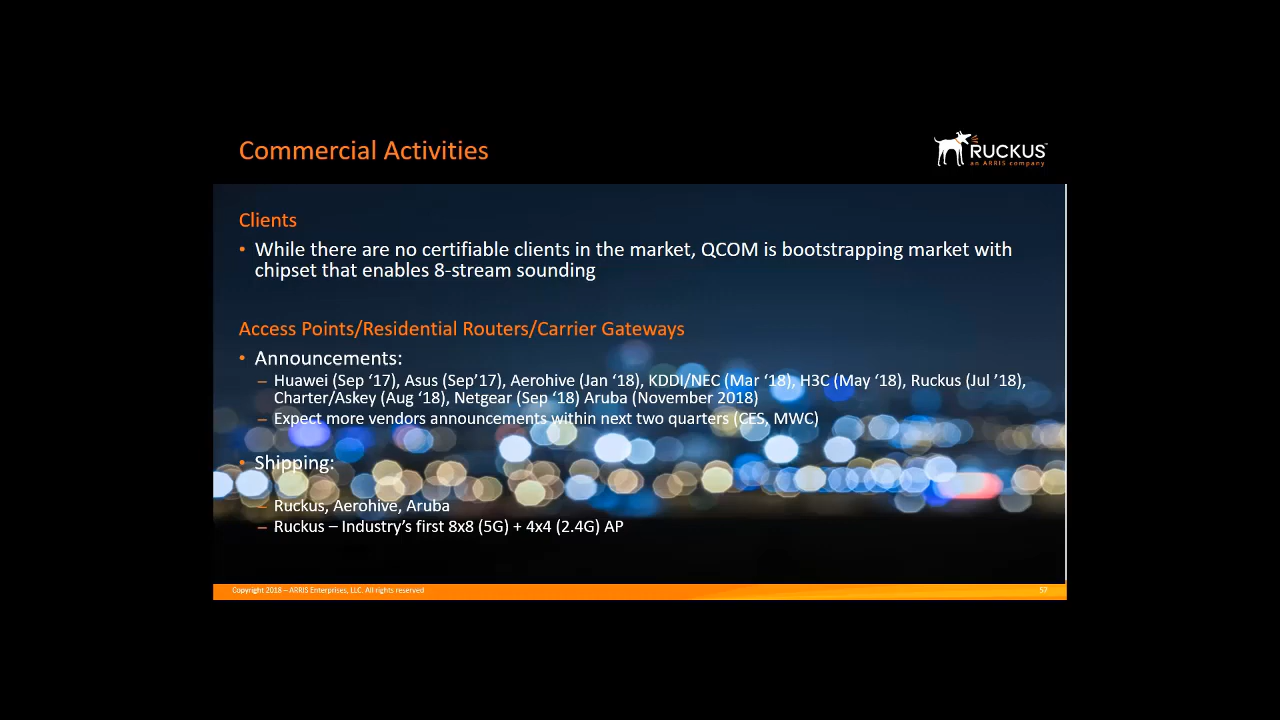 Commercial Activities
RUCKUS™
an ARRIS company
Clients
• While there are no certifiable clients in the market, QCOM is bootstrapping market with
chipset that enables 8-stream sounding
Access Points/Residential Routers/Carrier Gateways
• Announcements:
– Huawei (Sep ‘17), Asus (Sep’17), Aerohive (Jan ‘18), KDDI/NEC (Mar ‘18), H3C (May ‘18), Ruckus (Jul ’18),
Charter/Askey (Aug ‘18), Netgear (Sep ‘18) Aruba (November 2018)
– Expect more vendors announcements within next two quarters (CES, MWC)
• Shipping:
– Ruckus, Aerohive, Aruba
– Ruckus – Industry’s first 8x8 (5G) + 4x4 (2.4G) AP
Copyright 2018 – ARRIS Enterprises, LLC. All rights reserved
57